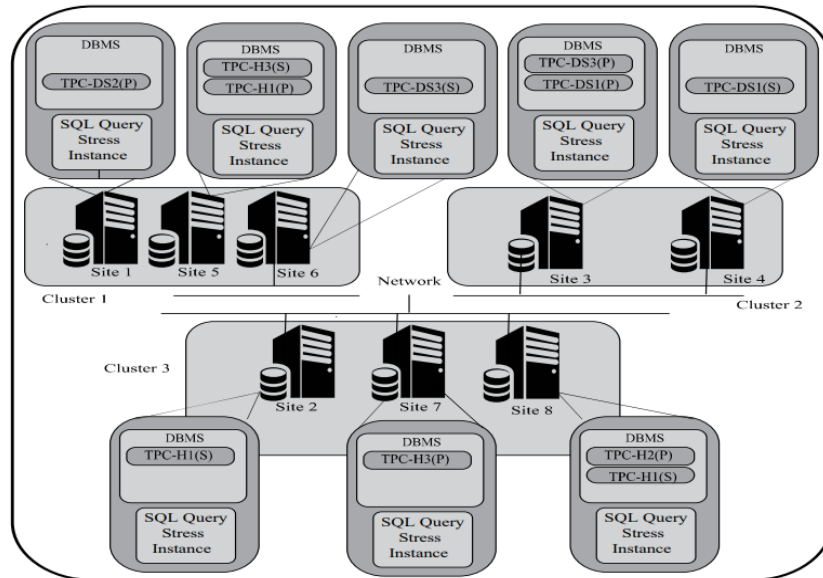 DBMS
TPC-DS2(P)
SQL Query
Stress
Instance
DBMS
TPC-H3(S)
TPC-H1(P)
SQL Query
Stress
Instance
DBMS
TPC-DS3(S)
SQL Query
Stress
Instance
DBMS
TPC-DS3(P)
TPC-DS1(P)
SQL Query
Stress
Instance
DBMS
TPC-DS1(S)
SQL Query
Stress
Instance
Site 1
Site 5
Site 6
Cluster 1
Site 3
Site 4
Cluster 2
Network
Cluster 3
Site 2
Site 7
Site 8
DBMS
TPC-H1(S)
SQL Query
Stress
Instance
DBMS
TPC-H3(P)
SQL Query
Stress
Instance
DBMS
TPC-H2(P)
TPC-H1(S)
SQL Query
Stress
Instance